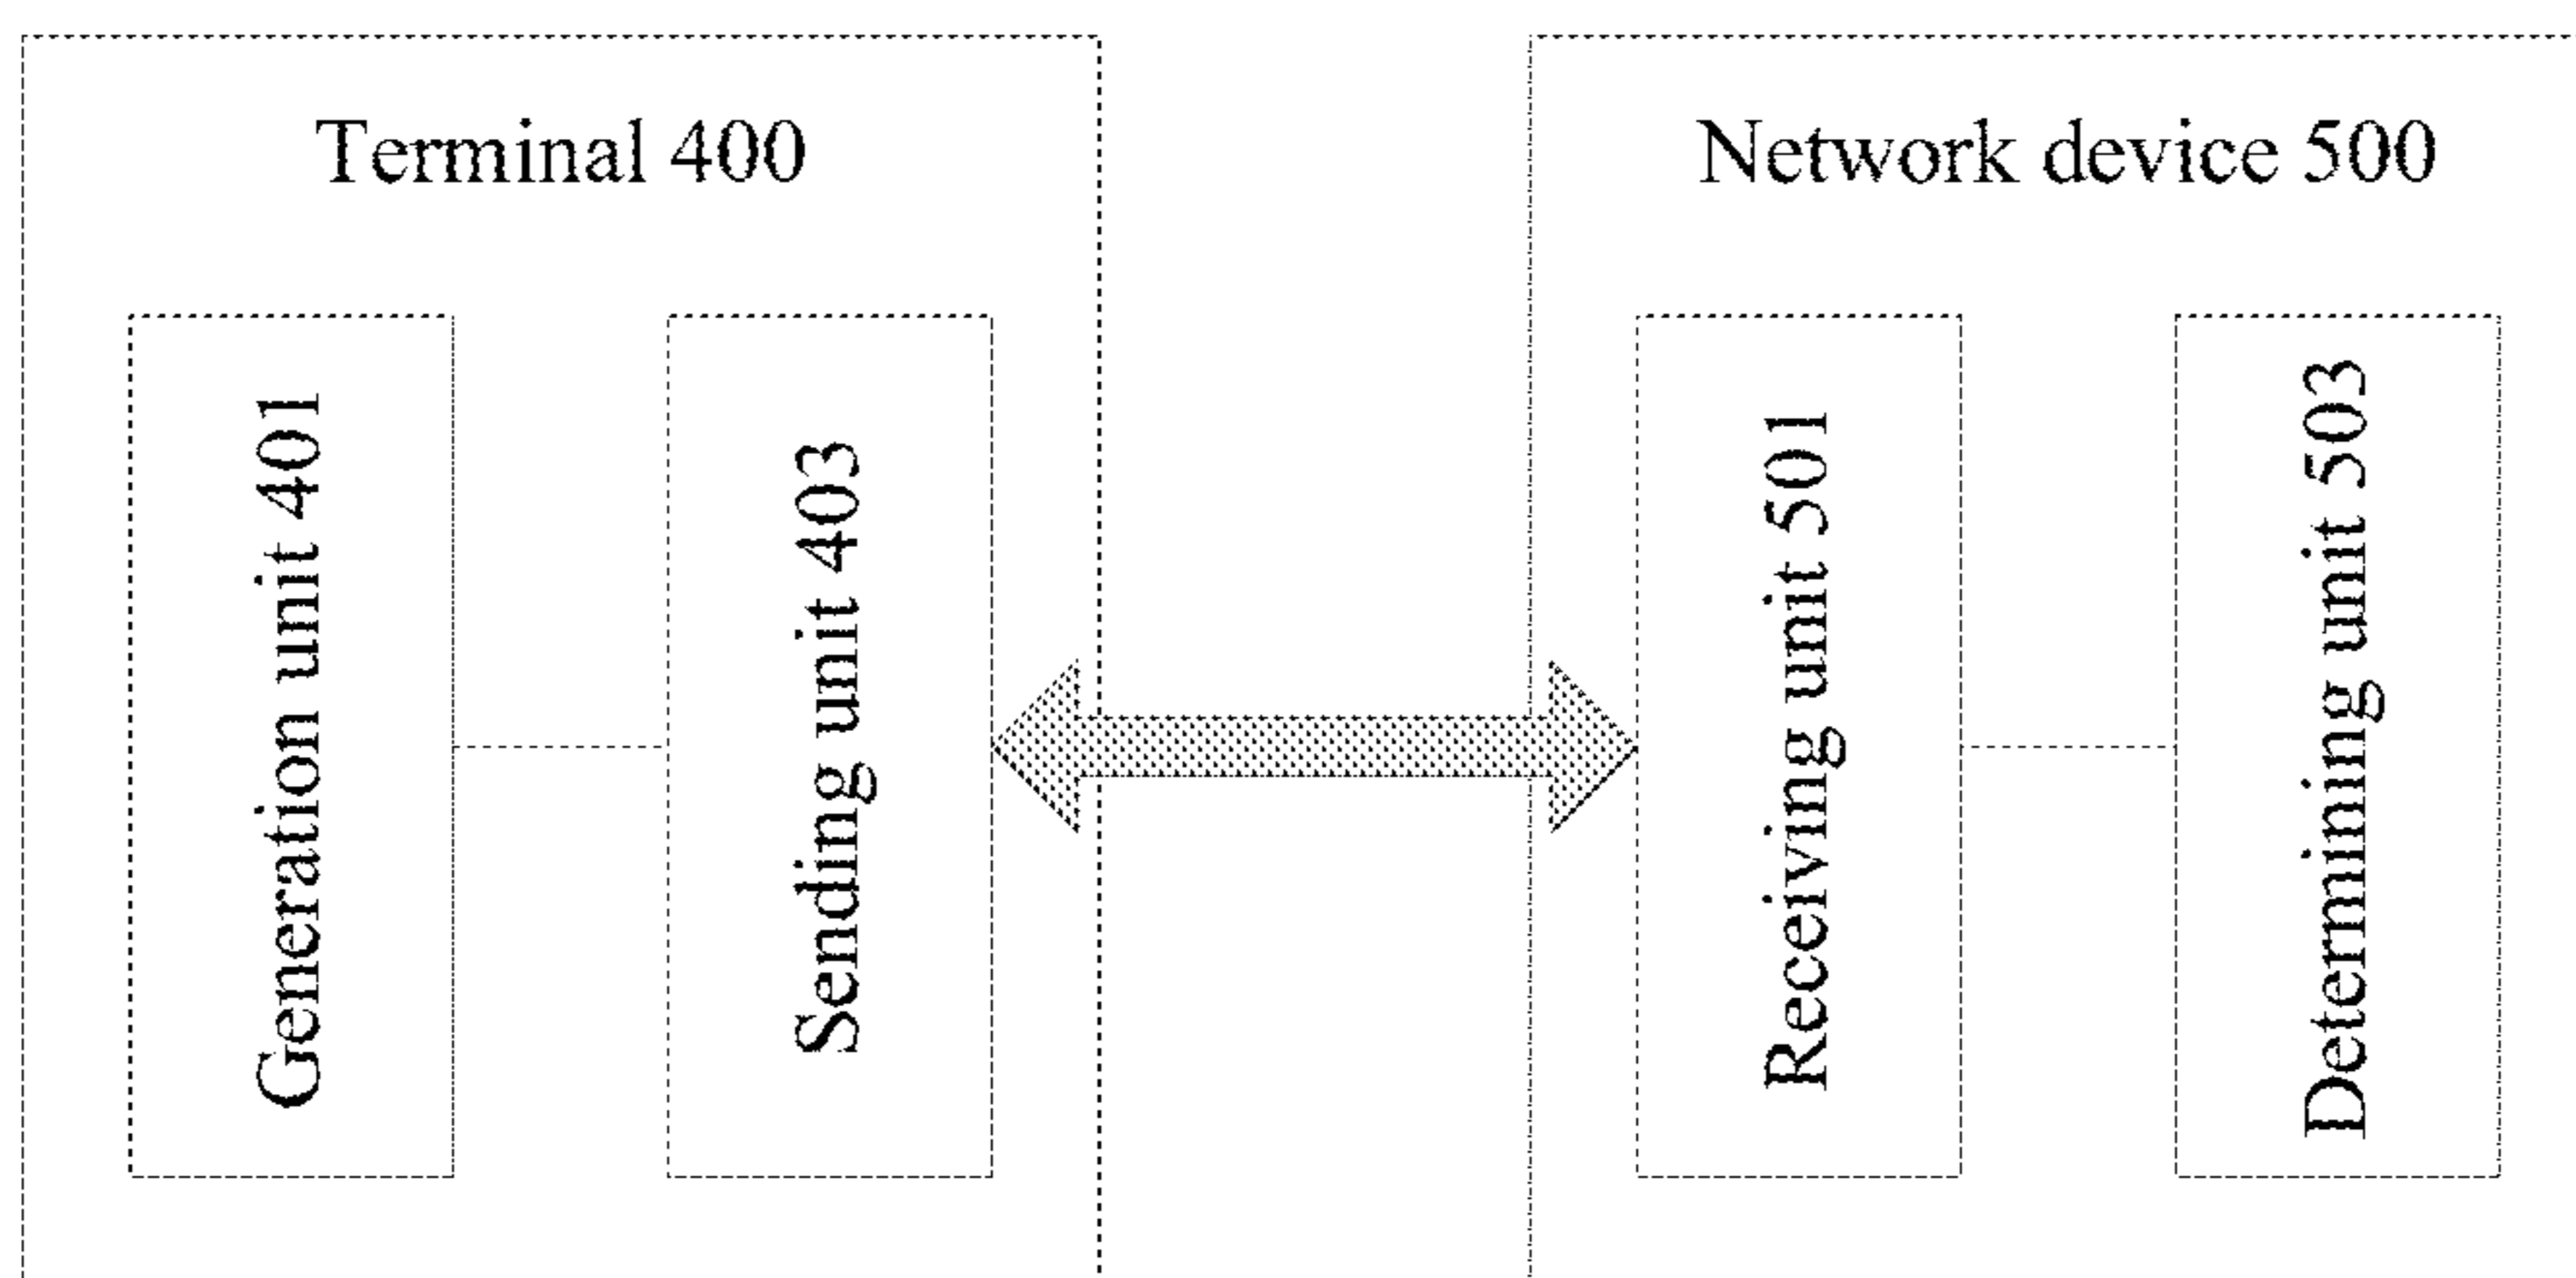 Terminal 400
Generation unit 401
Sending unit 403
Network device 500
Receiving unit 501
Determining unit 503